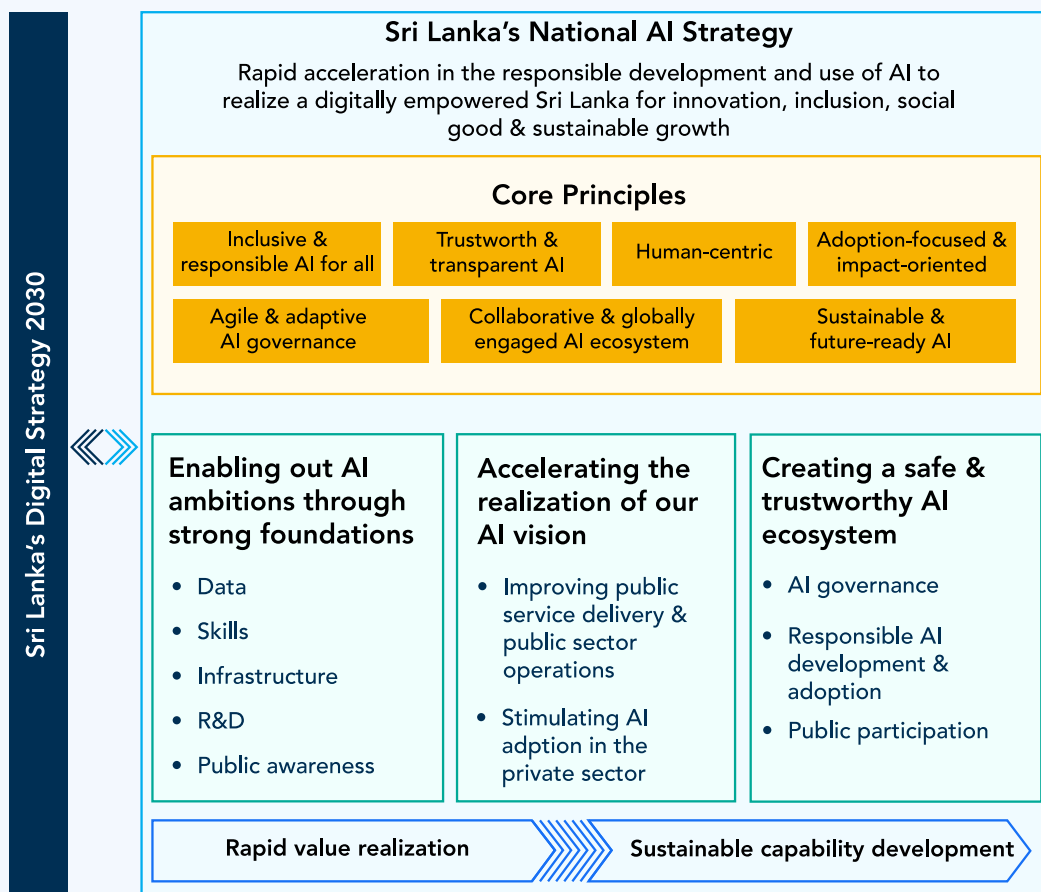 Sri Lanka's Digital Strategy 2030
Sri Lanka's National AI Strategy
Rapid acceleration in the responsible development and use of AI to
realize a digitally empowered Sri Lanka for innovation, inclusion, social
good & sustainable growth
Core Principles
Inclusive &
responsible AI for all
Trustworth &
transparent AI
Human-centric
Adoption-focused &
impact-oriented
Agile & adaptive
AI governance
Collaborative & globally
engaged AI ecosystem
Sustainable &
future-ready AI
Enabling out AI
ambitions through
strong foundations
• Data
• Skills
• Infrastructure
• R&D
• Public awareness
Accelerating the
realization of our
AI vision
• Improving public
service delivery &
public sector
operations
• Stimulating AI
adption in the
private sector
Creating a safe &
trustworthy AI
ecosystem
• AI governance
• Responsible AI
development &
adoption
• Public participation
Rapid value realization
Sustainable capability development